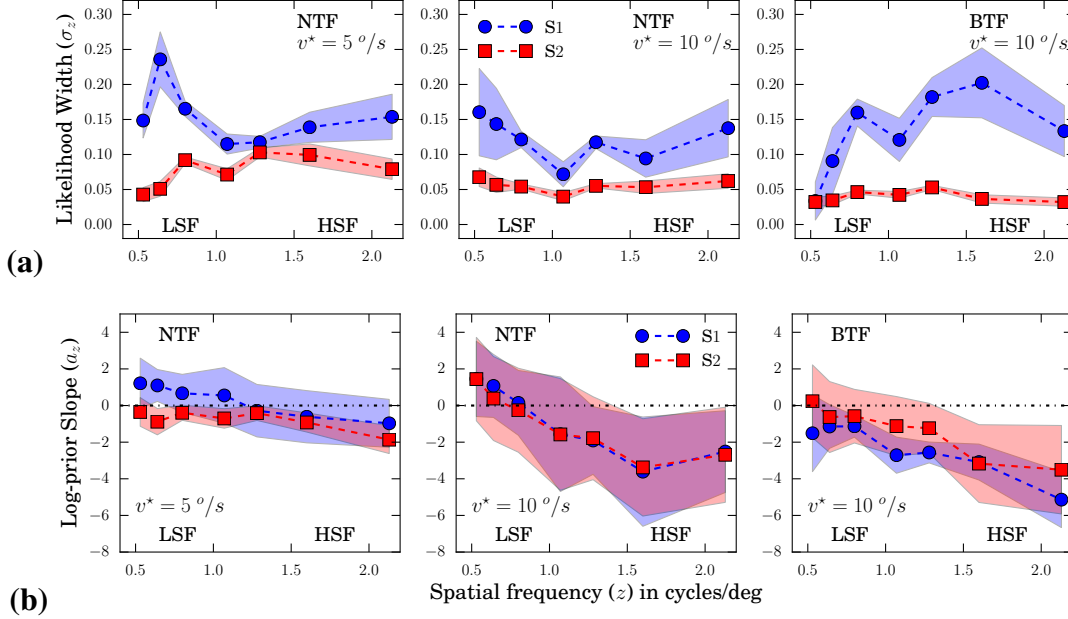 NTF
v* = 5 °/s
NTF
v* = 10 °/s
S1
S2
BTF
v* = 10 °/s
Likelihood Width (σz)
0.30
0.25
0.20
0.15
0.10
0.05
0.00
LSF HSF
0.5 1.0 1.5 2.0
0.30
0.25
0.20
0.15
0.10
0.05
0.00
LSF HSF
0.5 1.0 1.5 2.0
0.30
0.25
0.20
0.15
0.10
0.05
0.00
LSF HSF
0.5 1.0 1.5 2.0
(a)
Log-prior Slope (az)
4
2
0
−2
−4
−6
−8
NTF
v* = 5 °/s
LSF HSF
0.5 1.0 1.5 2.0
4
2
0
−2
−4
−6
−8
NTF
S1
S2
v* = 10 °/s
LSF HSF
0.5 1.0 1.5 2.0
4
2
0
−2
−4
−6
−8
BTF
v* = 10 °/s
LSF HSF
0.5 1.0 1.5 2.0
Spatial frequency (z) in cycles/deg
(b)